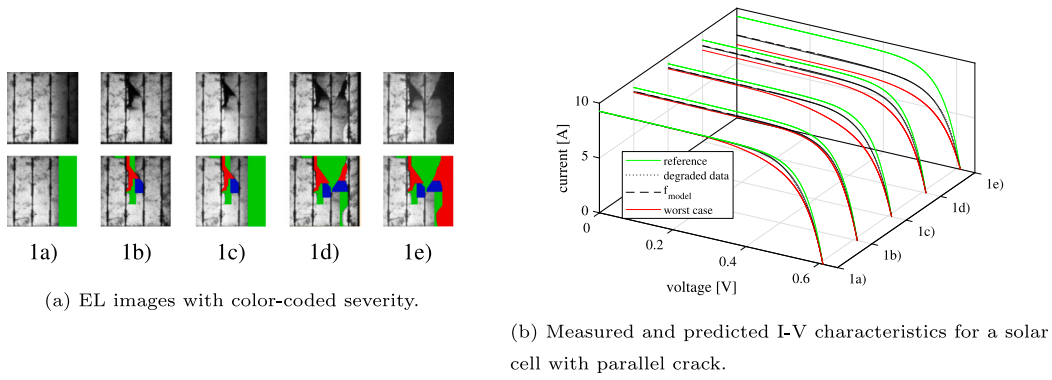 1a) 1b) 1c) 1d) 1e)
(a) EL images with color-coded severity.
10
5
0
current [A]
reference
degraded data
f_model
worst case
0
0.2
0.4
0.6
voltage [V]
1a)
1b)
1c)
1d)
1e)
(b) Measured and predicted I-V characteristics for a solar
cell with parallel crack.